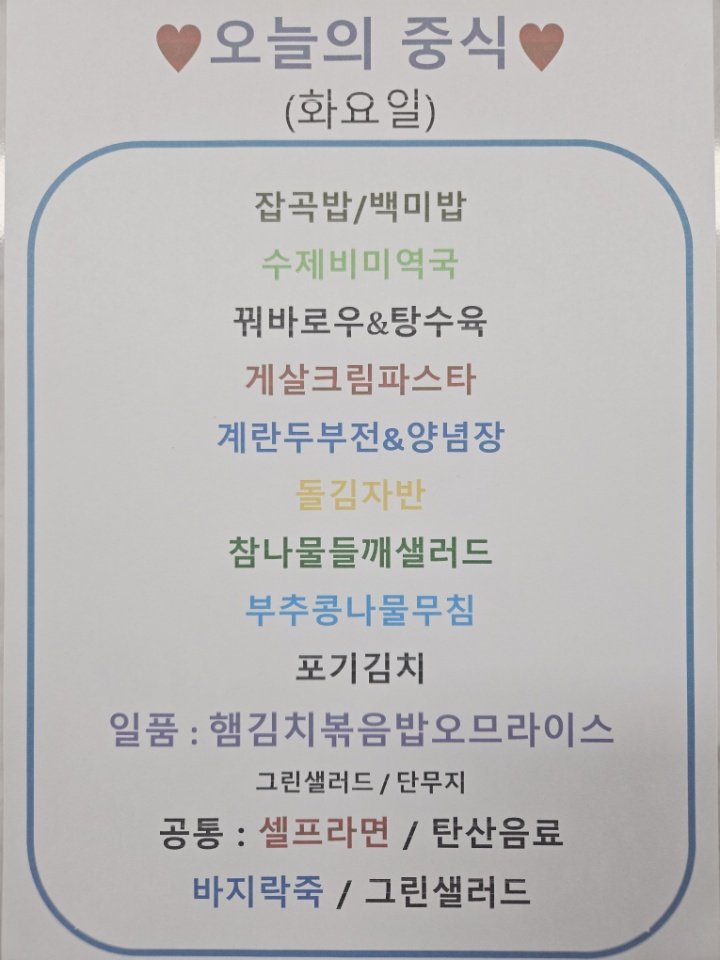 ♥오늘의 중식♥
(화요일)
잡곡밥/백미밥
수제비미역국
꿔바로우&탕수육
게살크림파스타
계란두부전&양념장
돌김자반
참나물들깨샐러드
부추콩나물무침
포기김치
일품 : 햄김치볶음밥오므라이스
그린샐러드 / 단무지
공통 : 셀프라면 / 탄산음료
바지락죽 / 그린샐러드